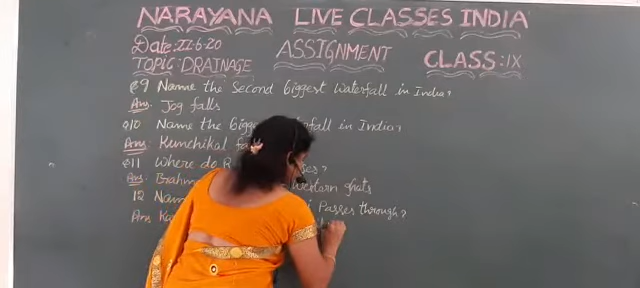 NARAYANA LIVE CLASSES INDIA
Date: 22.6.20
ASSIGNMENT
CLASS: IX
TOPIC: DRAINAGE
Q9 Name the Second biggest waterfall in India?
Ans. Jog falls
Q10 Name the bigg fall in India?
Ans. Kunchikal fa
Q11 Where do
Ans. Western ghats
12 Nam Passes through?
Ans